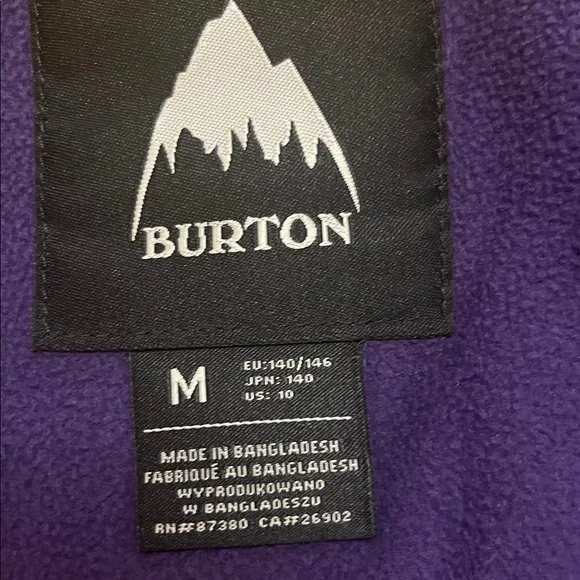 BURTON
M
EU:140/146
JPN: 140
US: 10
MADE IN BANGLADESH
FABRIQUÉ AU BANGLADESH
WYPRODUKOWANO
W BANGLADESZU
RN#87380 CA#26902